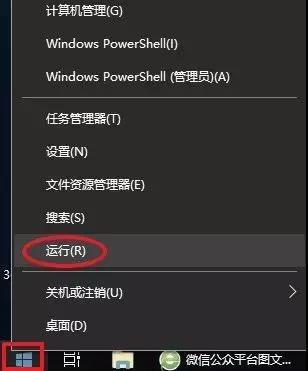 计算机管理(G)
Windows PowerShell(I)
Windows PowerShell (管理员)(A)
任务管理器(T)
设置(N)
文件资源管理器(E)
搜索(S)
运行(R)
3
关机或注销(U)
桌面(D)
微信公众平台图文...